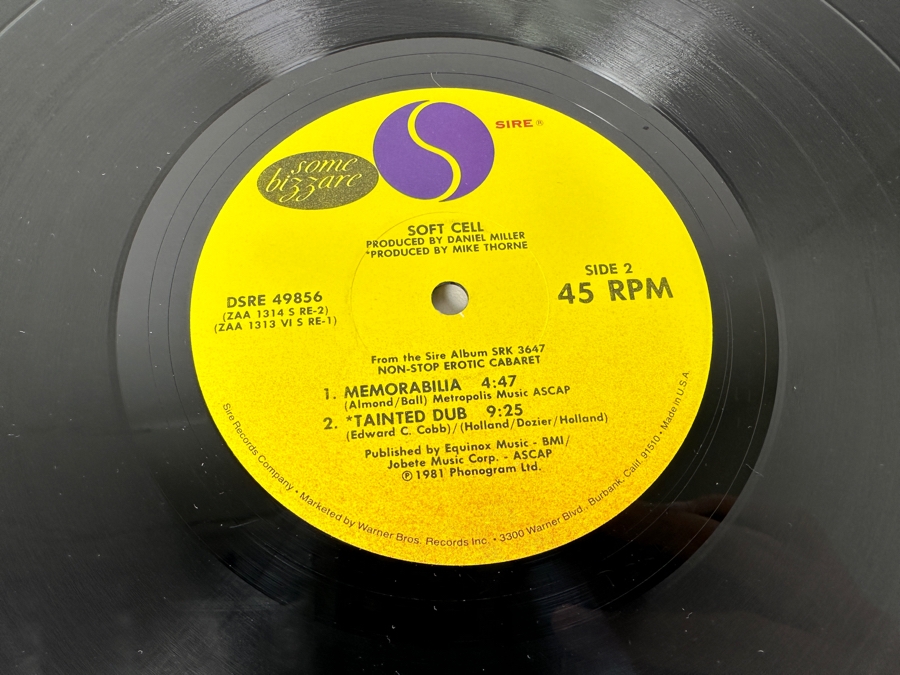 SIRE ®
some
bizzare
SOFT CELL
PRODUCED BY DANIEL MILLER
*PRODUCED BY MIKE THORNE
DSRE 49856
(ZAA 1314 S RE-2)
(ZAA 1313 VI S RE-1)
SIDE 2
45 RPM
From the Sire Album SRK 3647
NON-STOP EROTIC CABARET
1. MEMORABILIA 4:47
(Almond/Ball) Metropolis Music ASCAP
2. *TAINTED DUB 9:25
(Edward C. Cobb)/(Holland/Dozier/Holland)
Published by Equinox Music - BMI/
Jobete Music Corp. - ASCAP
℗ 1981 Phonogram Ltd.
Sire Records Company • Marketed by Warner Bros. Records Inc. • 3300 Warner Blvd., Burbank, Calif. 91510 • Made in U.S.A.